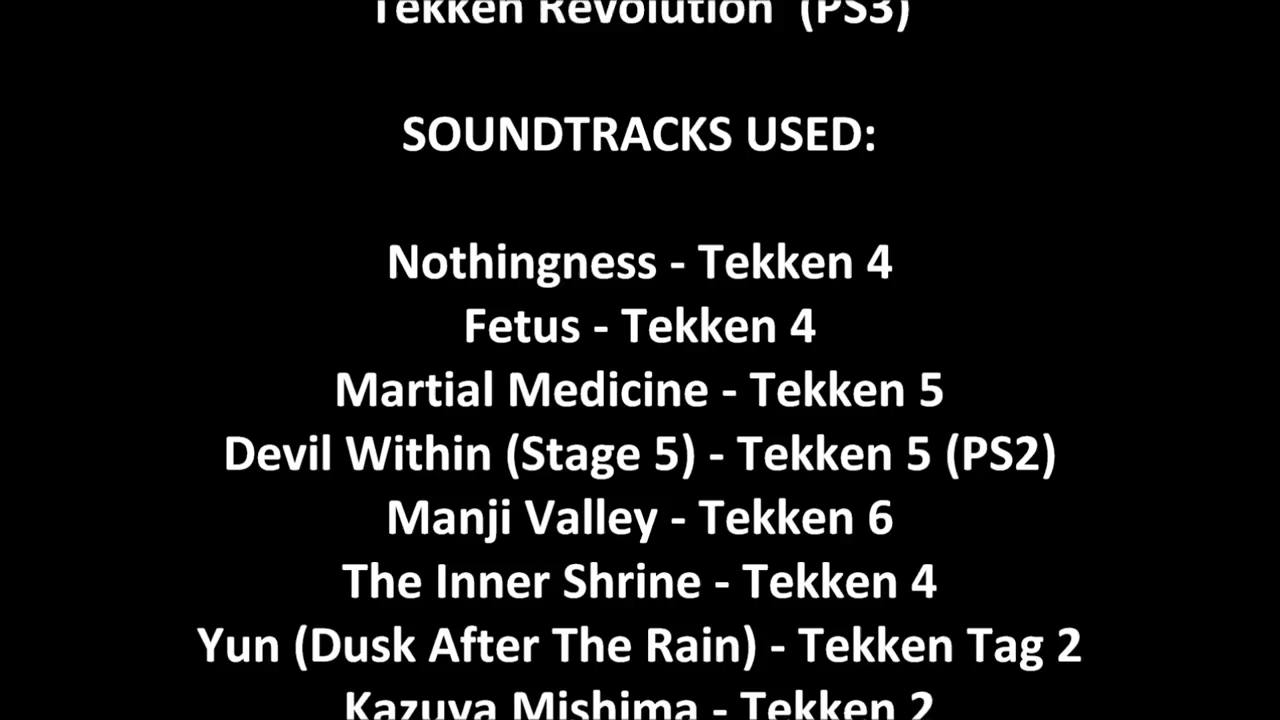 Tekken Revolution (PS3)
SOUNDTRACKS USED:
Nothingness - Tekken 4
Fetus - Tekken 4
Martial Medicine - Tekken 5
Devil Within (Stage 5) - Tekken 5 (PS2)
Manji Valley - Tekken 6
The Inner Shrine - Tekken 4
Yun (Dusk After The Rain) - Tekken Tag 2
Kazuya Mishima - Tekken 2